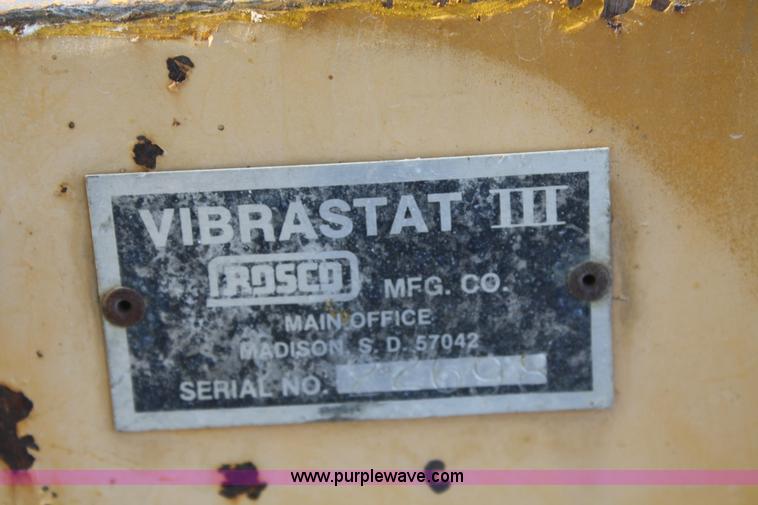 VIBRASTAT III
ROSCO MFG. CO.
MAIN OFFICE
MADISON, S. D. 57042
SERIAL NO.
www.purplewave.com